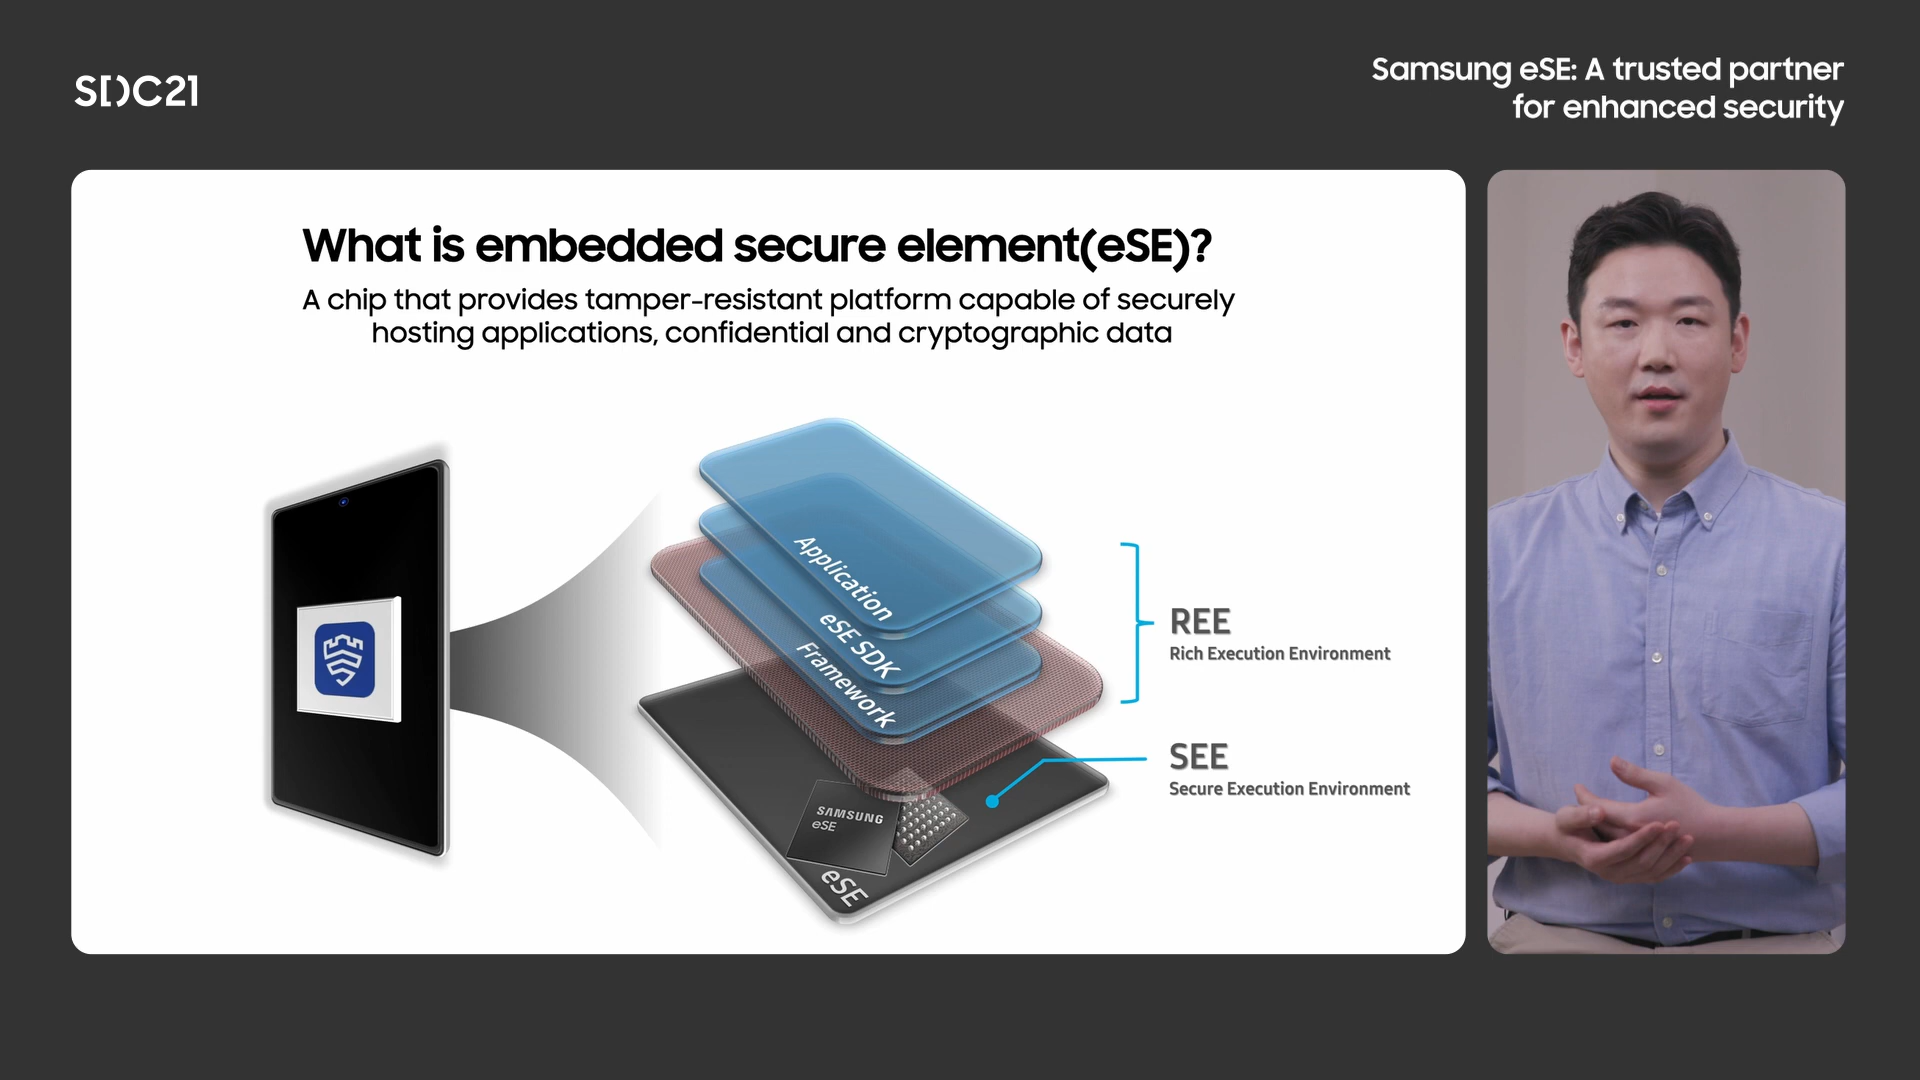 SDC21
Samsung eSE: A trusted partner
for enhanced security
What is embedded secure element(eSE)?
A chip that provides tamper-resistant platform capable of securely
hosting applications, confidential and cryptographic data
Application
eSE SDK
Framework
REE
Rich Execution Environment
SEE
Secure Execution Environment
SAMSUNG
eSE
eSE